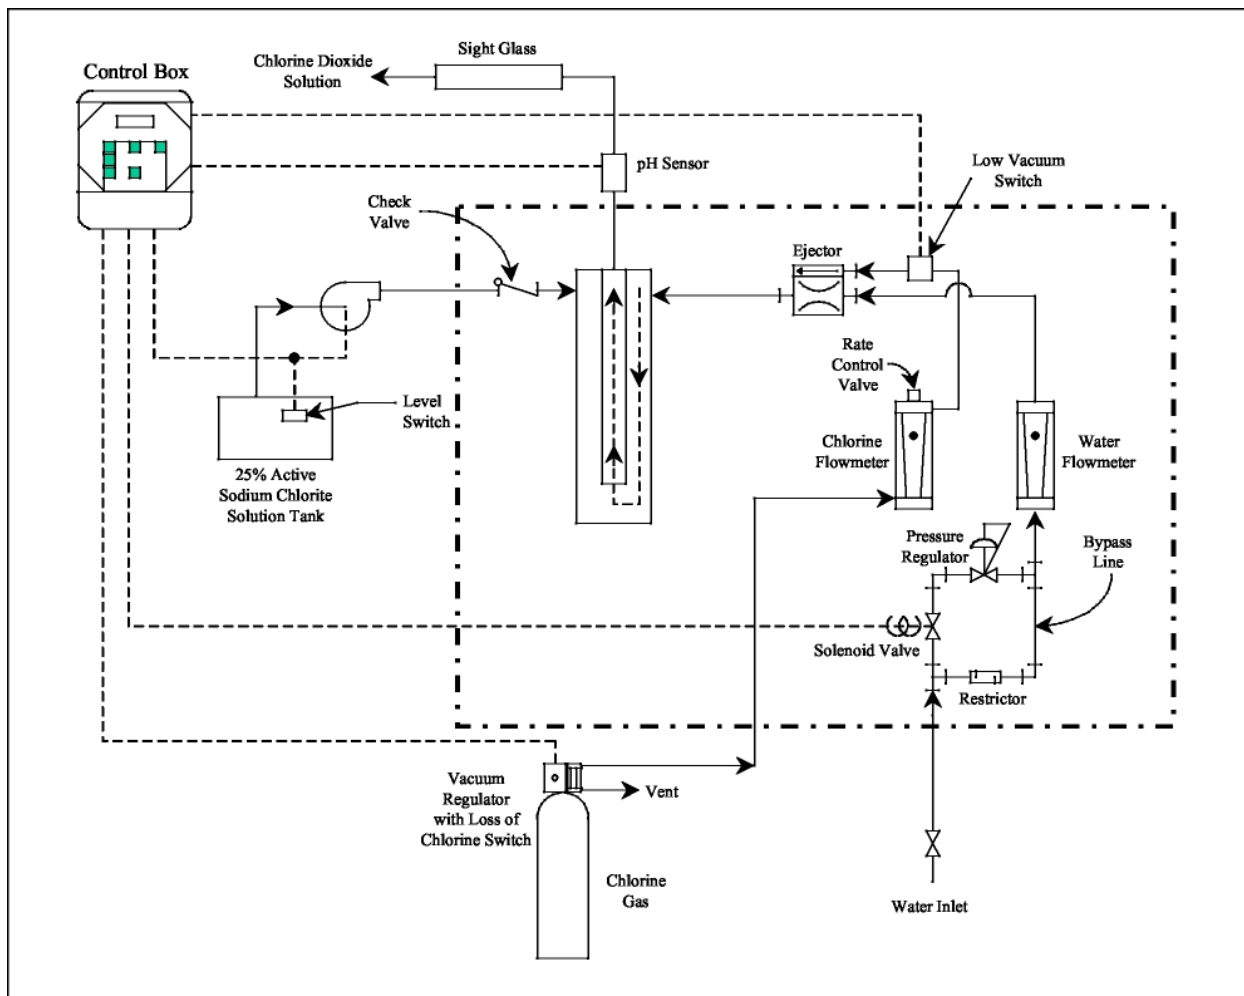 Sight Glass
Chlorine Dioxide
Solution
Control Box
pH Sensor
Low Vacuum
Switch
Check
Valve
Ejector
Rate
Control
Valve
Level
Switch
Chlorine
Flowmeter
Water
Flowmeter
25% Active
Sodium Chlorite
Solution Tank
Pressure
Regulator
Bypass
Line
Solenoid Valve
Restrictor
Vacuum
Regulator
with Loss of
Chlorine Switch
Vent
Chlorine
Gas
Water Inlet